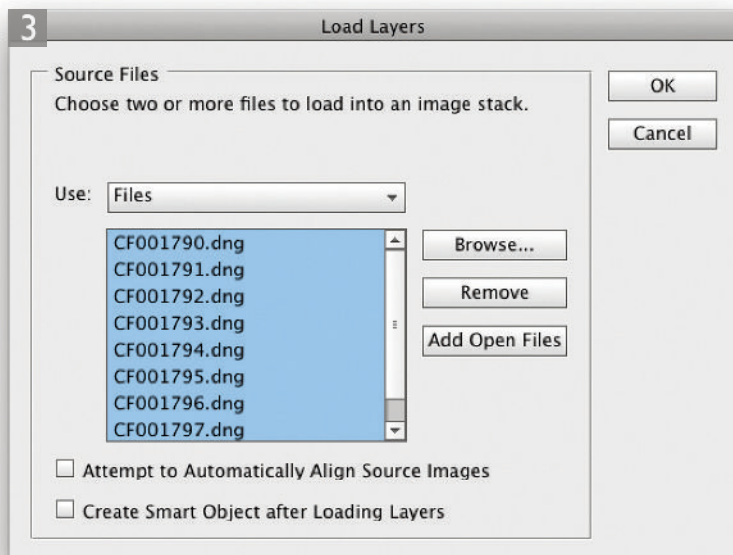 3
Load Layers
Source Files
Choose two or more files to load into an image stack.
OK
Cancel
Use: Files
CF001790.dng
CF001791.dng
CF001792.dng
CF001793.dng
CF001794.dng
CF001795.dng
CF001796.dng
CF001797.dng
Browse...
Remove
Add Open Files
Attempt to Automatically Align Source Images
Create Smart Object after Loading Layers